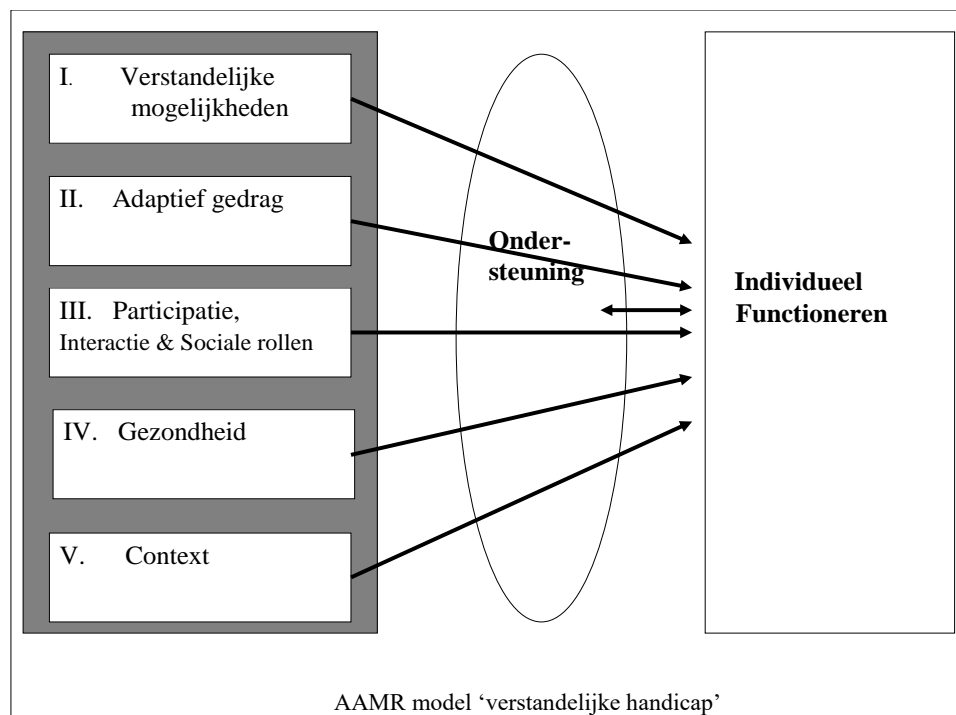 I. Verstandelijke
mogelijkheden
II. Adaptief gedrag
III. Participatie,
Interactie & Sociale rollen
IV. Gezondheid
V. Context
Onder-
steuning
Individueel
Functioneren
AAMR model ‘verstandelijke handicap’